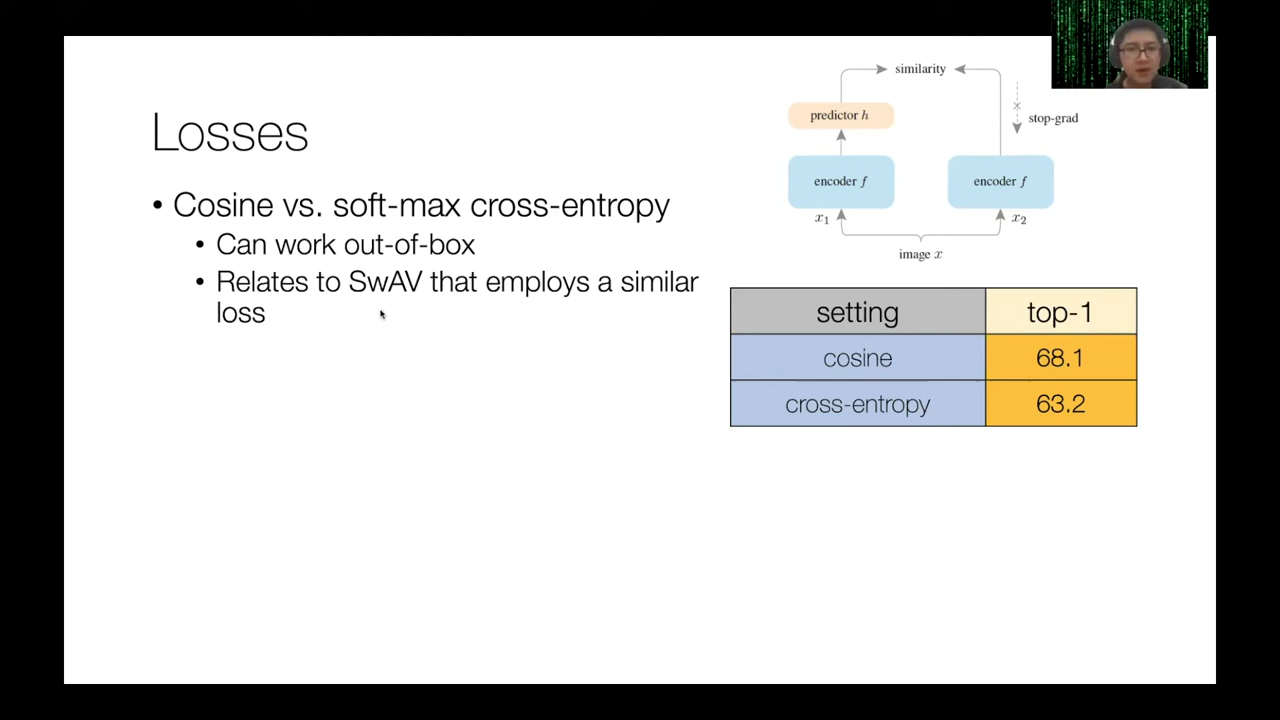 Losses
• Cosine vs. soft-max cross-entropy
• Can work out-of-box
• Relates to SwAV that employs a similar
loss
similarity
predictor h
stop-grad
encoder f
encoder f
x1
x2
image x
setting top-1
cosine 68.1
cross-entropy 63.2